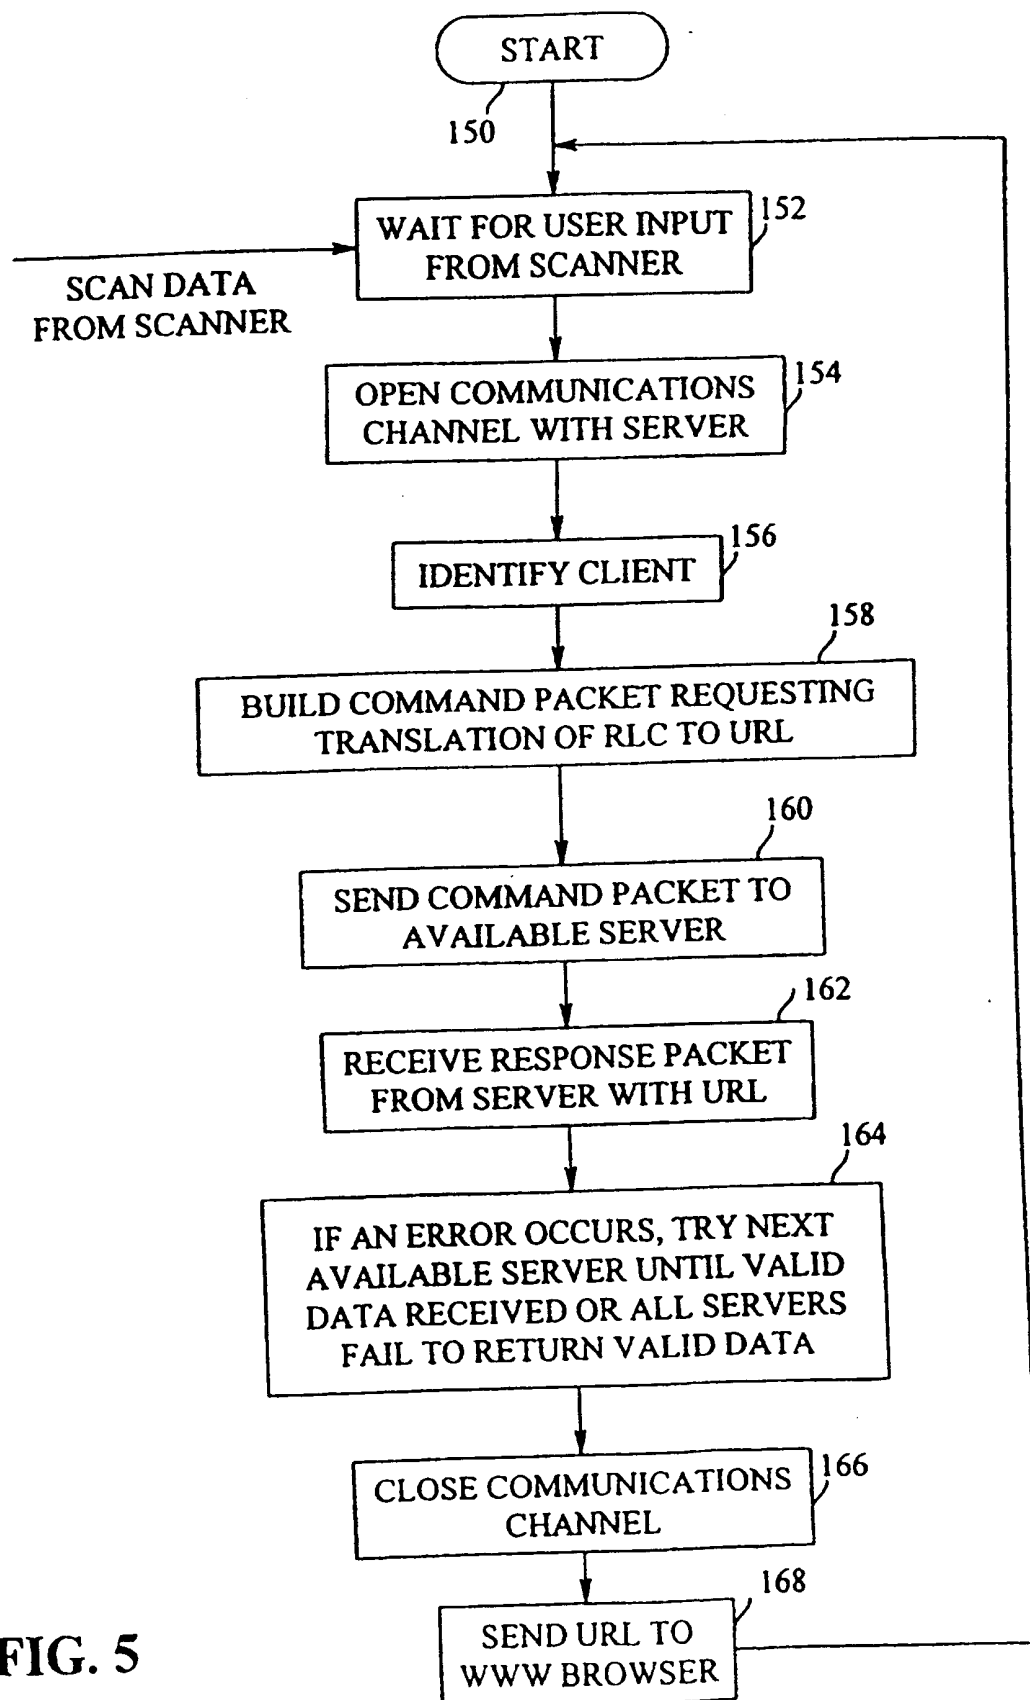 START
150
WAIT FOR USER INPUT
FROM SCANNER
152
SCAN DATA
FROM SCANNER
OPEN COMMUNICATIONS
CHANNEL WITH SERVER
154
IDENTIFY CLIENT
156
BUILD COMMAND PACKET REQUESTING
TRANSLATION OF RLC TO URL
158
SEND COMMAND PACKET TO
AVAILABLE SERVER
160
RECEIVE RESPONSE PACKET
FROM SERVER WITH URL
162
IF AN ERROR OCCURS, TRY NEXT
AVAILABLE SERVER UNTIL VALID
DATA RECEIVED OR ALL SERVERS
FAIL TO RETURN VALID DATA
164
CLOSE COMMUNICATIONS
CHANNEL
166
SEND URL TO
WWW BROWSER
168
FIG. 5